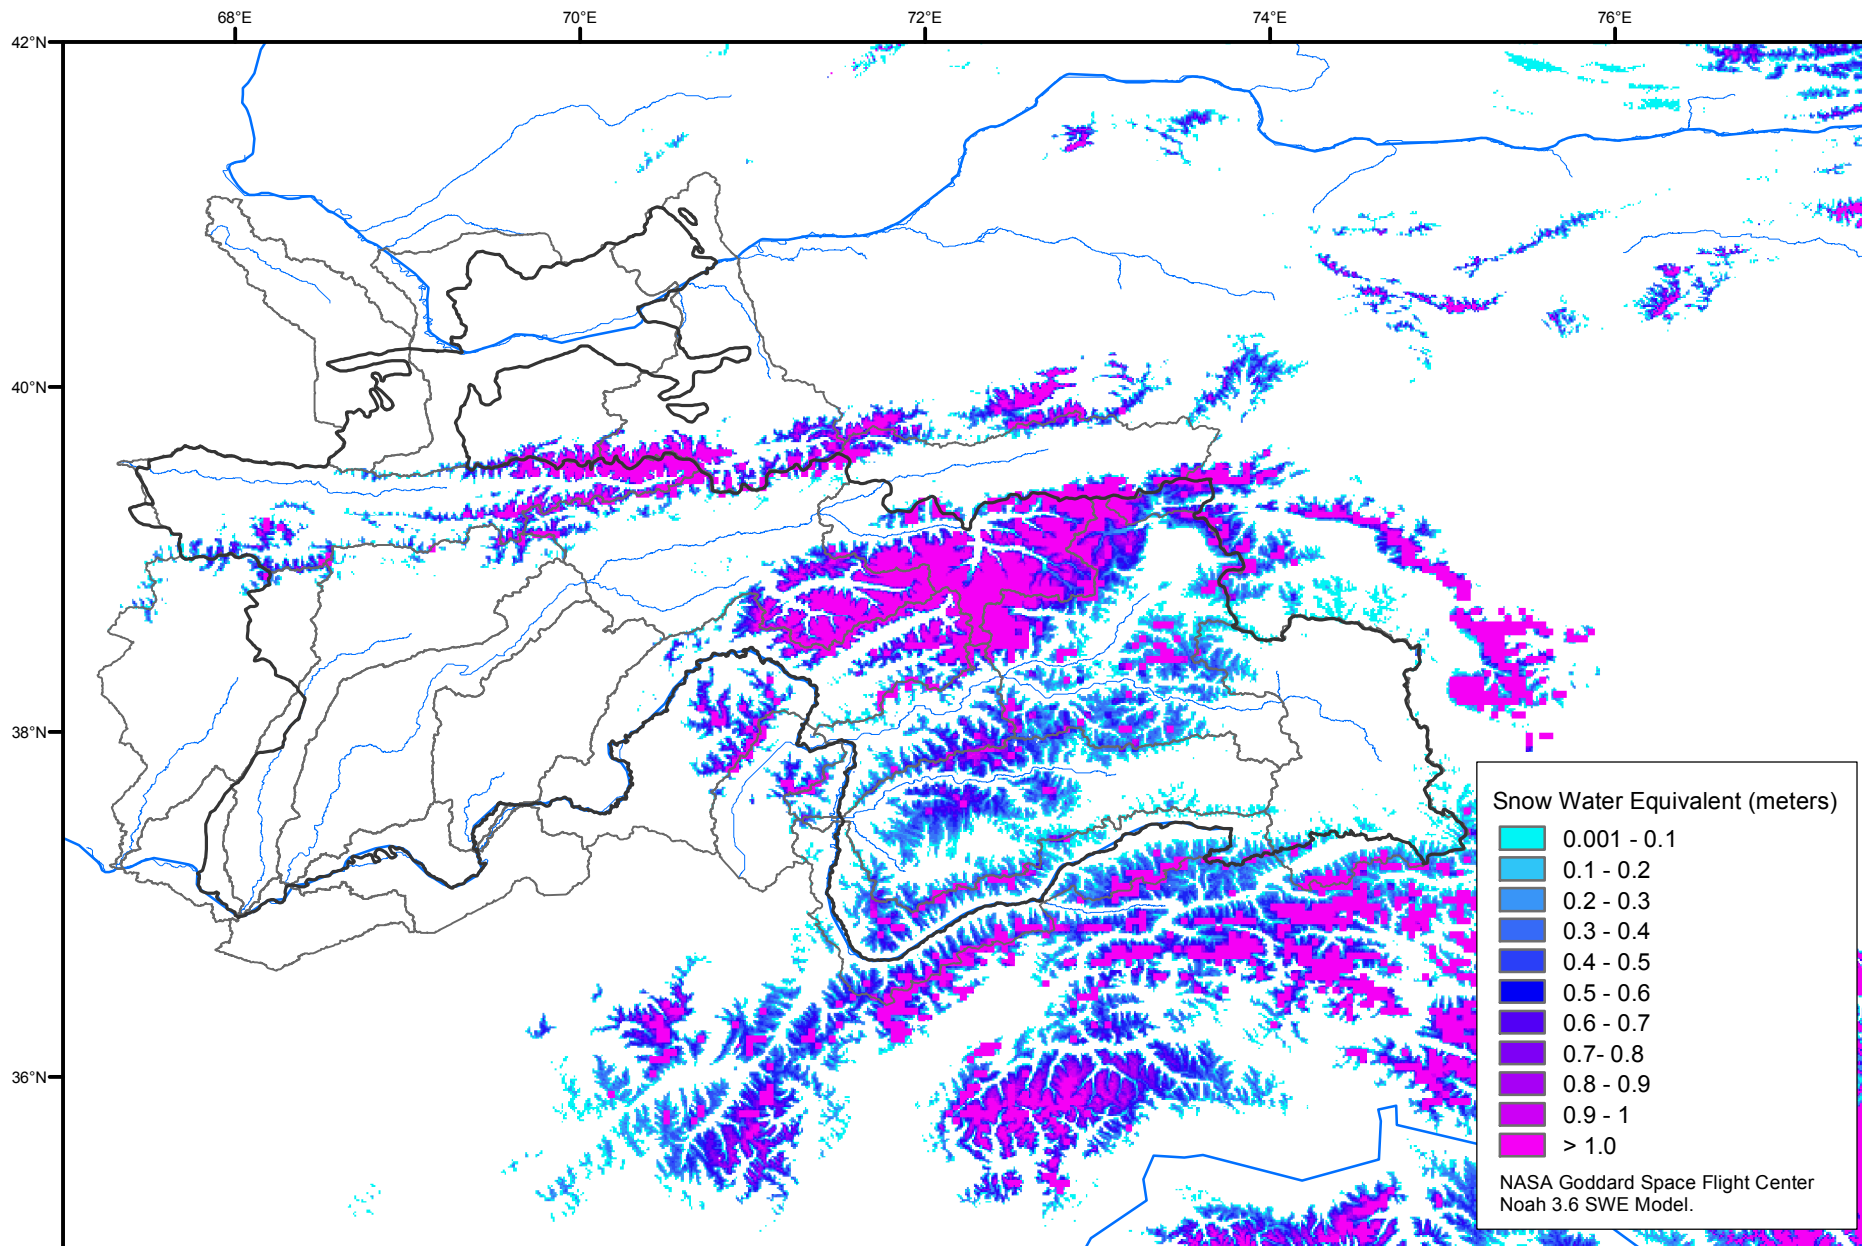 68°E
70°E
72°E
74°E
76°E
42°N
40°N
38°N
36°N
Snow Water Equivalent (meters)
0.001 - 0.1
0.1 - 0.2
0.2 - 0.3
0.3 - 0.4
0.4 - 0.5
0.5 - 0.6
0.6 - 0.7
0.7- 0.8
0.8 - 0.9
0.9 - 1
> 1.0
NASA Goddard Space Flight Center
Noah 3.6 SWE Model.